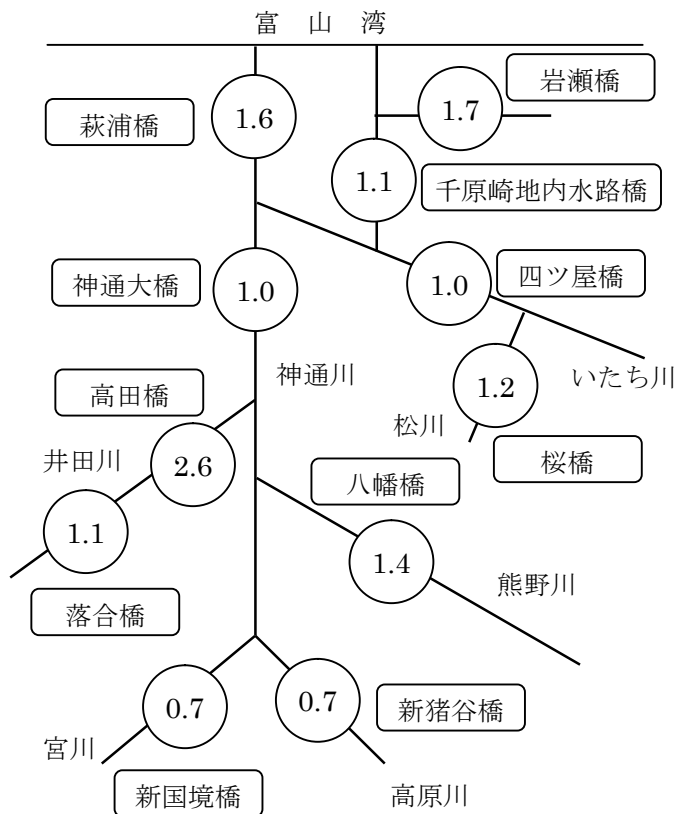 富山湾
岩瀬橋
1.6
1.7
萩浦橋
1.1
千原崎地内水路橋
神通大橋
1.0
1.0
四ツ屋橋
神通川
いたち川
高田橋
1.2
松川
桜橋
井田川
2.6
八幡橋
1.1
1.4
熊野川
落合橋
0.7
0.7
新猪谷橋
宮川
新国境橋
高原川